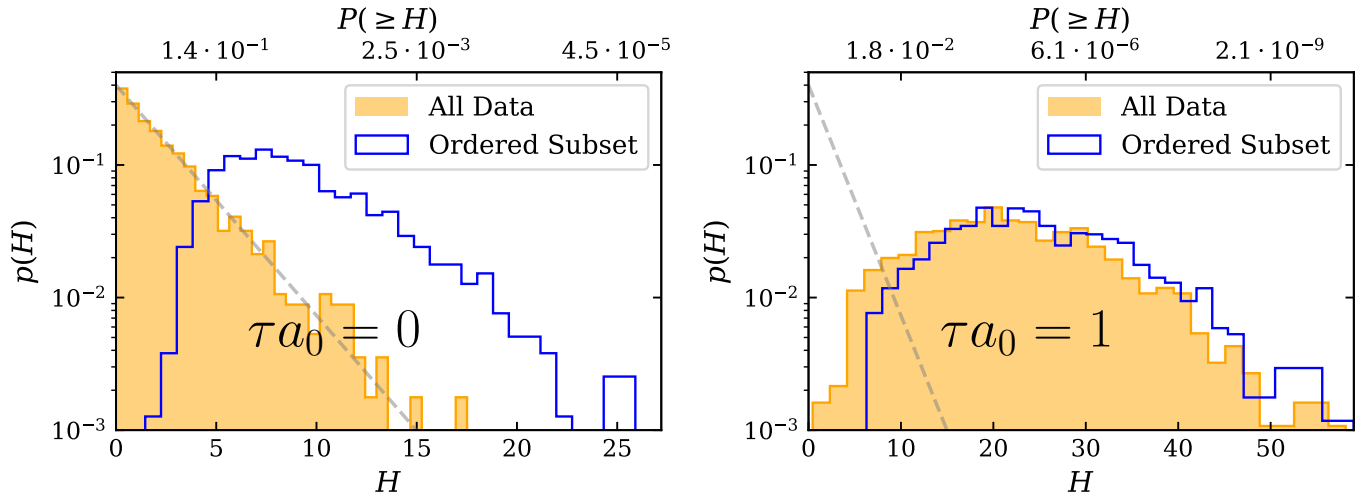 P(≥H)
1.4 · 10⁻¹ 2.5 · 10⁻³ 4.5 · 10⁻⁵
10⁻¹
10⁻²
10⁻³
p(H)
All Data
Ordered Subset
τa₀ = 0
0 5 10 15 20 25
H
P(≥H)
1.8 · 10⁻² 6.1 · 10⁻⁶ 2.1 · 10⁻⁹
10⁻¹
10⁻²
10⁻³
p(H)
All Data
Ordered Subset
τa₀ = 1
0 10 20 30 40 50
H